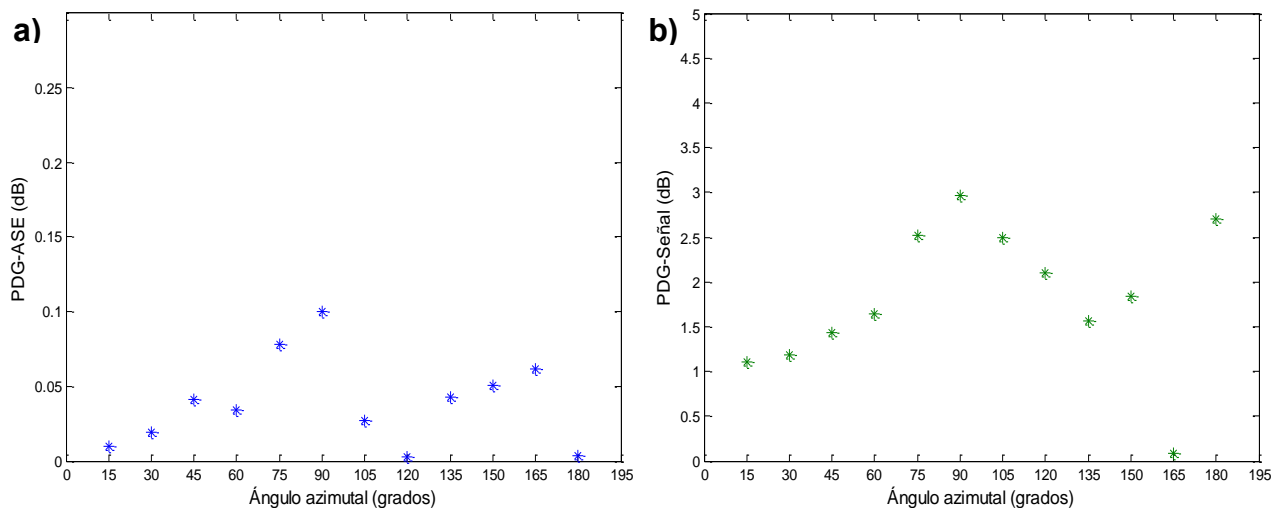 a)
0.25
0.2
0.15
0.1
0.05
0
PDG-ASE (dB)
0 15 30 45 60 75 90 105 120 135 150 165 180 195
Ángulo azimutal (grados)
b)
5
4.5
4
3.5
3
2.5
2
1.5
1
0.5
0
PDG-Señal (dB)
0 15 30 45 60 75 90 105 120 135 150 165 180 195
Ángulo azimutal (grados)